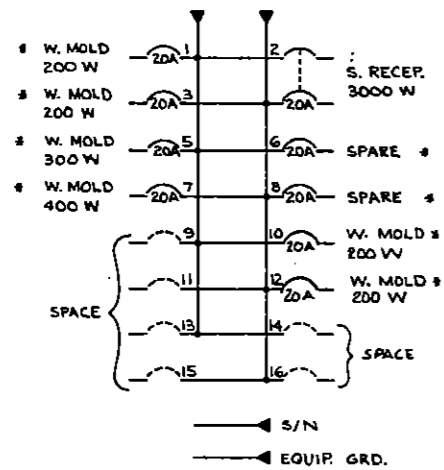 * W. MOLD
200 W
20A
1
2
S. RECEP.
3000 W
* W. MOLD
200 W
20A
3
20A
* W. MOLD
300 W
20A
5
6
20A
SPARE *
* W. MOLD
400 W
20A
7
8
20A
SPARE *
9
10
20A
W. MOLD *
200 W
11
12
20A
W. MOLD *
200 W
SPACE
13
14
SPACE
15
16
S/N
EQUIP. GRD.